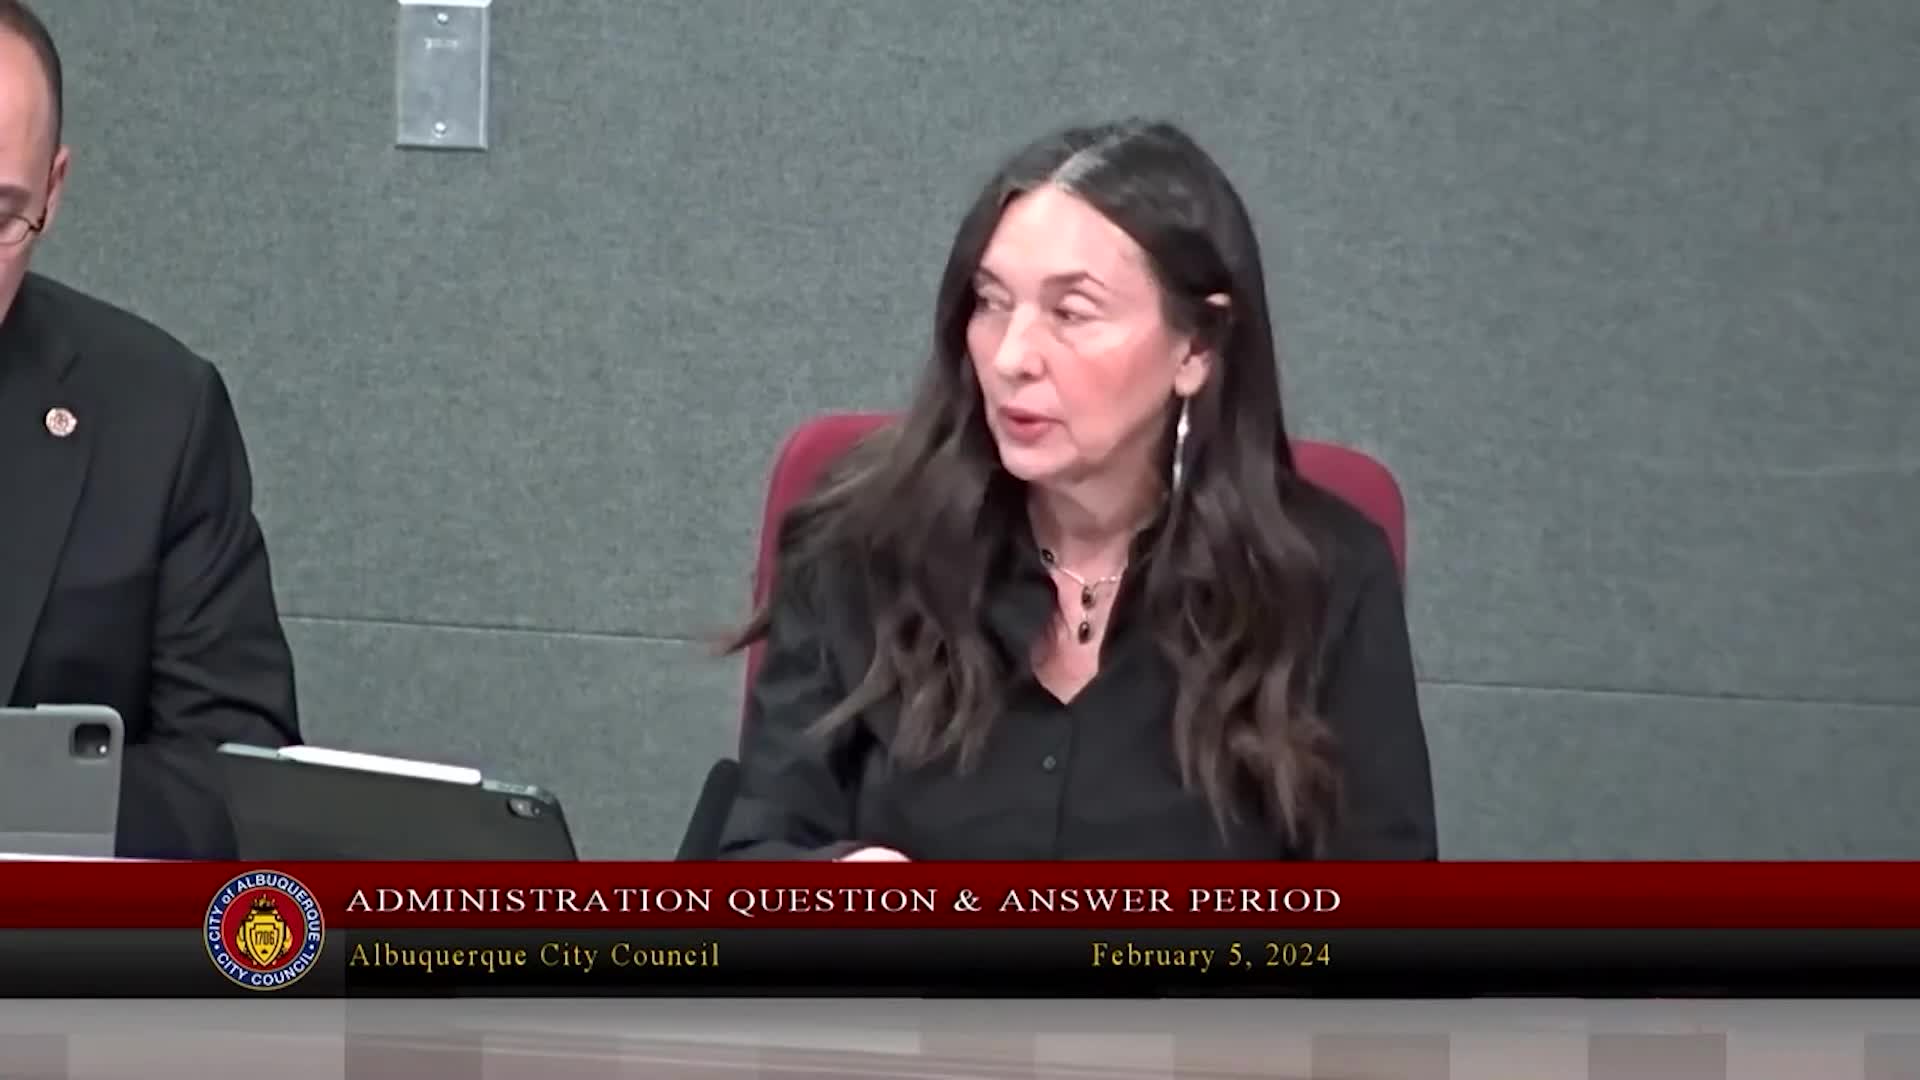 ADMINISTRATION QUESTION & ANSWER PERIOD
Albuquerque City Council
February 5, 2024
CITY of ALBUQUERQUE
1706
CITY COUNCIL